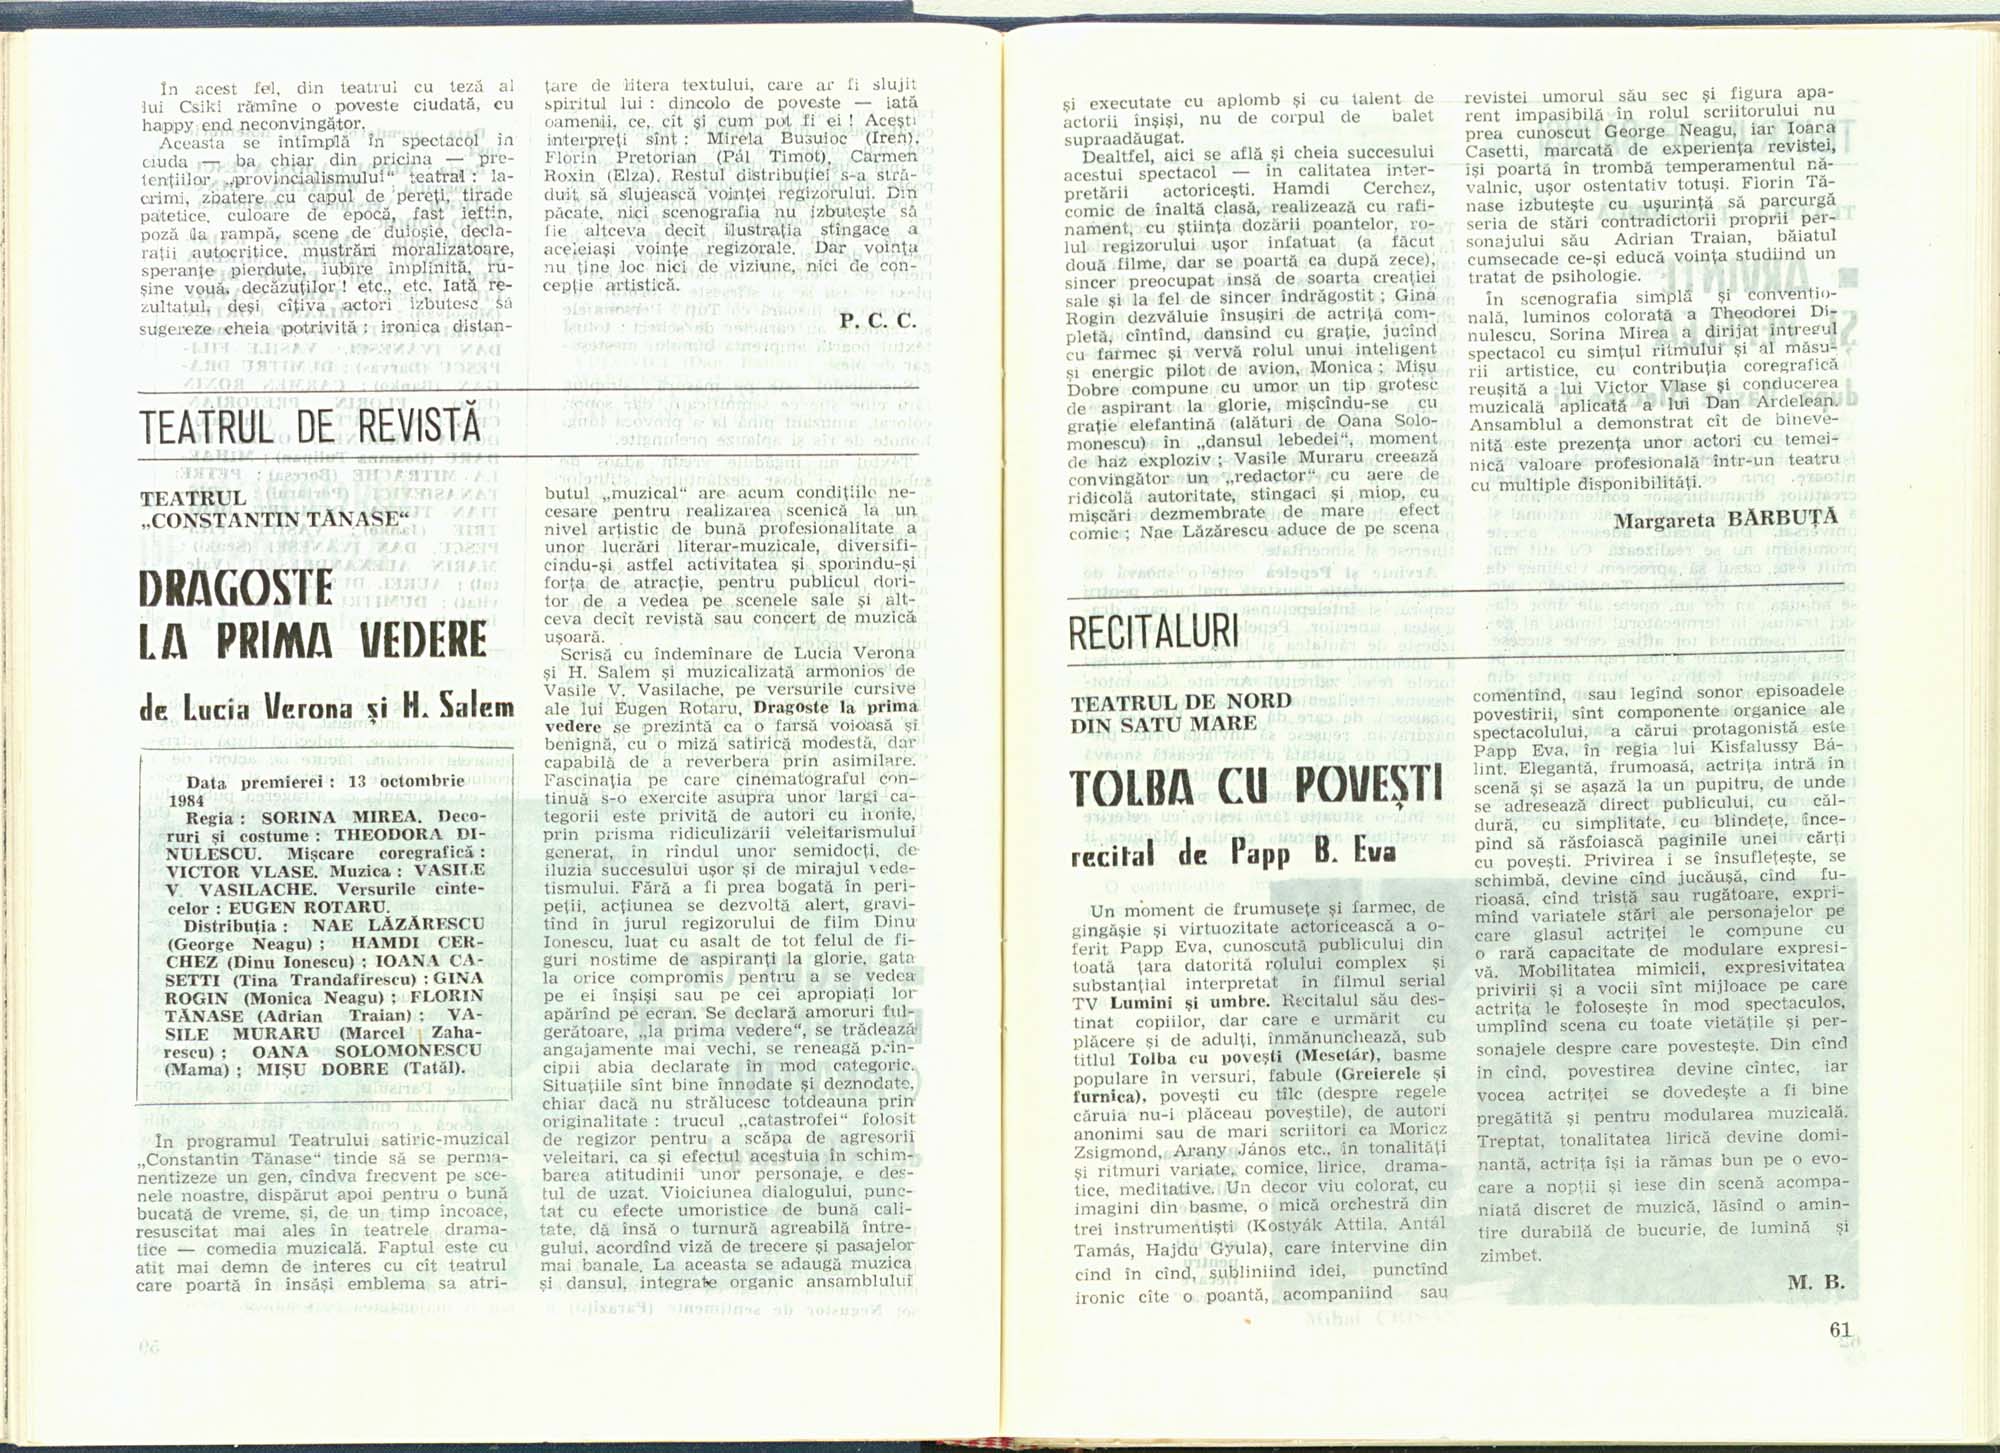 În acest fel, din teatrul cu teză al
lui Csiki rămîne o poveste ciudată, cu
happy end neconvingător.
Aceasta se întîmplă în spectacol în
ciuda — ba chiar din pricina — pre-
tențiilor „provincialismului“ teatral : la-
crimi, zbatere cu capul de pereți, tirade
patetice, culoare de epocă, fast ieftin,
poză la rampă, scene de duioșie, decla-
rații autocritice, mustrări moralizatoare,
speranțe pierdute, iubire împlinită, ru-
șine vouă, decăzuților ! etc., etc. Iată re-
zultatul, deși cîțiva actori izbutesc să
sugereze cheia potrivită : ironica distan-
țare de litera textului, care ar fi slujit
spiritul lui : dincolo de poveste — iată
oamenii, ce, cît și cum pot fi ei ! Acești
interpreți sînt : Mirela Busuioc (Iren),
Florin Pretorian (Pál Timot), Carmen
Roxin (Elza). Restul distribuției s-a stră-
duit să slujească voinței regizorului. Din
păcate, nici scenografia nu izbutește să
fie altceva decît ilustrația stîngace a
aceleiași voințe regizorale. Dar voința
nu ține loc nici de viziune, nici de con-
cepție artistică.
P. C. C.
TEATRUL DE REVISTĂ
TEATRUL
„CONSTANTIN TĂNASE“
DRAGOSTE
LA PRIMA VEDERE
de Lucia Verona și H. Salem
Data premierei : 13 octombrie
1984
Regia : SORINA MIREA. Deco-
ruri și costume : THEODORA DI-
NULESCU. Mișcare coregrafică :
VICTOR VLASE. Muzica : VASILE
V. VASILACHE. Versurile cînte-
celor : EUGEN ROTARU.
Distribuția : NAE LĂZĂRESCU
(George Neagu) ; HAMDI CER-
CHEZ (Dinu Ionescu) ; IOANA CA-
SETTI (Tina Trandafirescu) : GINA
ROGIN (Monica Neagu) ; FLORIN
TĂNASE (Adrian Traian) ; VA-
SILE MURARU (Marcel Zaha-
rescu) ; OANA SOLOMONESCU
(Mama) ; MIȘU DOBRE (Tatăl).
În programul Teatrului satiric-muzical
„Constantin Tănase“ tinde să se perma-
nentizeze un gen, cîndva frecvent pe sce-
nele noastre, dispărut apoi pentru o bună
bucată de vreme, și, de un timp încoace,
resuscitat mai ales în teatrele drama-
tice — comedia muzicală. Faptul este cu
atît mai demn de interes cu cît teatrul
care poartă în însăși emblema sa atri-
butul „muzical“ are acum condițiile ne-
cesare pentru realizarea scenică la un
nivel artistic de bună profesionalitate a
unor lucrări literar-muzicale, diversifi-
cîndu-și astfel activitatea și sporindu-și
forța de atracție, pentru publicul dori-
tor de a vedea pe scenele sale și alt-
ceva decît revistă sau concert de muzică
ușoară.
Scrisă cu îndemînare de Lucia Verona
și H. Salem și muzicalizată armonios de
Vasile V. Vasilache, pe versurile cursive
ale lui Eugen Rotaru, Dragoste la prima
vedere se prezintă ca o farsă voioasă și
benignă, cu o miză satirică modestă, dar
capabilă de a reverbera prin asimilare.
Fascinația pe care cinematograful con-
tinuă s-o exercite asupra unor largi ca-
tegorii este privită de autori cu ironie,
prin prisma ridiculizării veleitarismului
generat, în rîndul unor semidocți, de
iluzia succesului ușor și de mirajul vede-
tismului. Fără a fi prea bogată în peri-
peții, acțiunea se dezvoltă alert, gravi-
tînd în jurul regizorului de film Dinu
Ionescu, luat cu asalt de tot felul de fi-
guri nostime de aspiranți la glorie, gata
la orice compromis pentru a se vedea
pe ei înșiși sau pe cei apropiați lor
apărînd pe ecran. Se declară amoruri ful-
gerătoare, „la prima vedere“, se trădează
angajamente mai vechi, se reneagă prin-
cipii abia declarate în mod categoric.
Situațiile sînt bine înnodate și deznodate,
chiar dacă nu strălucesc totdeauna prin
originalitate : trucul „catastrofei“ folosit
de regizor pentru a scăpa de agresorii
veleitari, ca și efectul acestuia în schim-
barea atitudinii unor personaje, e des-
tul de uzat. Vioiciunea dialogului, punc-
tat cu efecte umoristice de bună cali-
tate, dă însă o turnură agreabilă între-
gului, acordînd viză de trecere și pasajelor
mai banale. La aceasta se adaugă muzica
și dansul, integrate organic ansamblului
și executate cu aplomb și cu talent de
actorii înșiși, nu de corpul de balet
supraadăugat.
Dealtfel, aici se află și cheia succesului
acestui spectacol — în calitatea inter-
pretării actoricești. Hamdi Cerchez,
comic de înaltă clasă, realizează cu rafi-
nament, cu știința dozării poantelor, ro-
lul regizorului ușor infatuat (a făcut
două filme, dar se poartă ca după zece),
sincer preocupat însă de soarta creației
sale și la fel de sincer îndrăgostit ; Gina
Rogin dezvăluie însușiri de actriță com-
pletă, cîntînd, dansînd cu grație, jucînd
cu farmec și vervă rolul unui inteligent
și energic pilot de avion, Monica ; Mișu
Dobre compune cu umor un tip grotesc
de aspirant la glorie, mișcîndu-se cu
grație elefantină (alături de Oana Solo-
monescu) în „dansul lebedei“, moment
de haz exploziv ; Vasile Muraru creează
convingător un „redactor“ cu aere de
ridicolă autoritate, stîngaci și miop, cu
mișcări dezmembrate de mare efect
comic ; Nae Lăzărescu aduce de pe scena
revistei umorul său sec și figura apa-
rent impasibilă în rolul scriitorului nu
prea cunoscut George Neagu, iar Ioana
Casetti, marcată de experiența revistei,
își poartă în trombă temperamentul nă-
valnic, ușor ostentativ totuși. Florin Tă-
nase izbutește cu ușurință să parcurgă
seria de stări contradictorii proprii per-
sonajului său Adrian Traian, băiatul
cumsecade ce-și educă voința studiind un
tratat de psihologie.
În scenografia simplă și convențio-
nală, luminos colorată a Theodorei Di-
nulescu, Sorina Mirea a dirijat întregul
spectacol cu simțul ritmului și al măsu-
rii artistice, cu contribuția coregrafică
reușită a lui Victor Vlase și conducerea
muzicală aplicată a lui Dan Ardelean.
Ansamblul a demonstrat cît de bineve-
nită este prezența unor actori cu temei-
nică valoare profesională într-un teatru
cu multiple disponibilități.
Margareta BĂRBUȚĂ
RECITALURI
TEATRUL DE NORD
DIN SATU MARE
TOLBA CU POVEȘTI
recital de Papp B. Eva
Un moment de frumusețe și farmec, de
gingășie și virtuozitate actoricească a o-
ferit Papp Eva, cunoscută publicului din
toată țara datorită rolului complex și
substanțial interpretat în filmul serial
TV Lumini și umbre. Recitalul său des-
tinat copiilor, dar care e urmărit cu
plăcere și de adulți, înmănunchează, sub
titlul Tolba cu povești (Mesetár), basme
populare în versuri, fabule (Greierele și
furnica), povești cu tîlc (despre regele
căruia nu-i plăceau poveștile), de autori
anonimi sau de mari scriitori ca Moricz
Zsigmond, Arany János etc., în tonalități
și ritmuri variate, comice, lirice, drama-
tice, meditative. Un decor viu colorat, cu
imagini din basme, o mică orchestră din
trei instrumentiști (Kostyák Attila, Antál
Tamás, Hajdu Gyula), care intervine din
cînd în cînd, subliniind idei, punctînd
ironic cîte o poantă, acompaniind sau
comentînd, sau legînd sonor episoadele
povestirii, sînt componente organice ale
spectacolului, a cărui protagonistă este
Papp Eva, în regia lui Kisfalussy Bá-
lint. Elegantă, frumoasă, actrița intră în
scenă și se așază la un pupitru, de unde
se adresează direct publicului, cu căl-
dură, cu simplitate, cu blîndețe, înce-
pînd să răsfoiască paginile unei cărți
cu povești. Privirea i se însuflețește, se
schimbă, devine cînd jucăușă, cînd fu-
rioasă, cînd tristă sau rugătoare, expri-
mînd variatele stări ale personajelor pe
care glasul actriței le compune cu
o rară capacitate de modulare expresi-
vă. Mobilitatea mimicii, expresivitatea
privirii și a vocii sînt mijloace pe care
actrița le folosește în mod spectaculos,
umplînd scena cu toate vietățile și per-
sonajele despre care povestește. Din cînd
în cînd, povestirea devine cîntec, iar
vocea actriței se dovedește a fi bine
pregătită și pentru modularea muzicală.
Treptat, tonalitatea lirică devine domi-
nantă, actrița își ia rămas bun pe o evo-
care a nopții și iese din scenă acompa-
niată discret de muzică, lăsînd o amin-
tire durabilă de bucurie, de lumină și
zîmbet.
M. B.
61